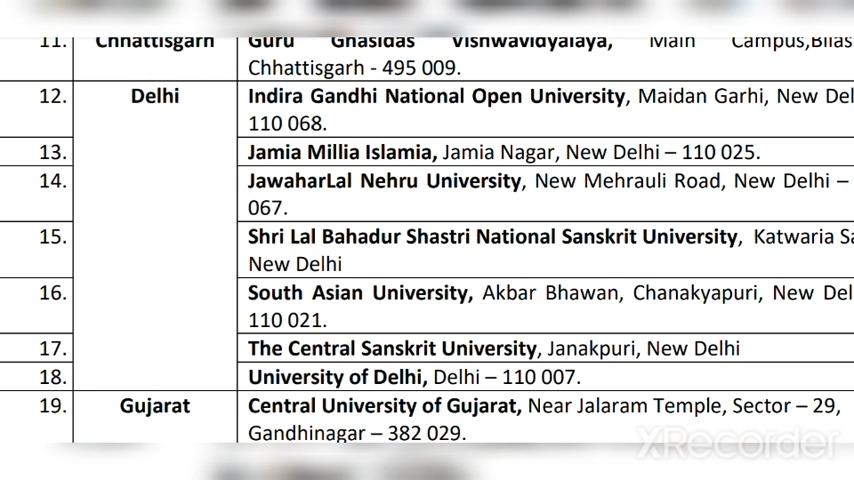 11. Chhattisgarh Guru Ghasidas Vishwavidyalaya, Main Campus,Bilas
Chhattisgarh - 495 009.
12. Delhi Indira Gandhi National Open University, Maidan Garhi, New Del
110 068.
13. Jamia Millia Islamia, Jamia Nagar, New Delhi – 110 025.
14. JawaharLal Nehru University, New Mehrauli Road, New Delhi –
067.
15. Shri Lal Bahadur Shastri National Sanskrit University, Katwaria Sa
New Delhi
16. South Asian University, Akbar Bhawan, Chanakyapuri, New Del
110 021.
17. The Central Sanskrit University, Janakpuri, New Delhi
18. University of Delhi, Delhi – 110 007.
19. Gujarat Central University of Gujarat, Near Jalaram Temple, Sector – 29,
Gandhinagar – 382 029.
XRecorder